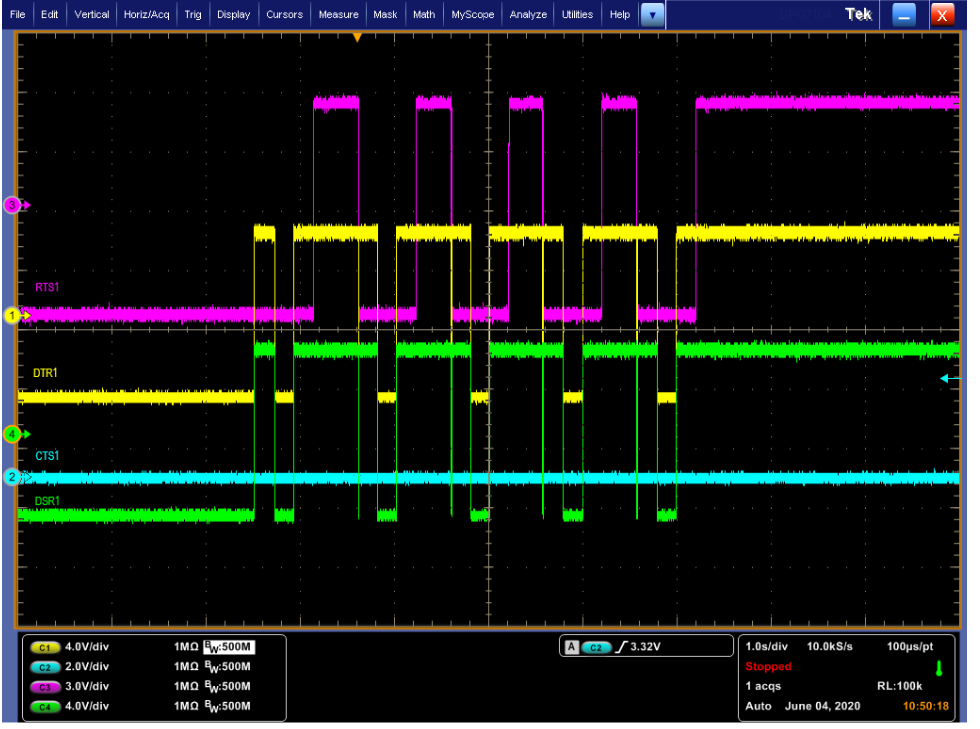 File Edit Vertical Horiz/Acq Trig Display Cursors Measure Mask Math MyScope Analyze Utilities Help Tek X
3
RTS1
1
DTR1
4
CTS1
2
DSR1
C1 4.0V/div 1MΩ BW:500M
C2 2.0V/div 1MΩ BW:500M
C3 3.0V/div 1MΩ BW:500M
C4 4.0V/div 1MΩ BW:500M
A C2 3.32V
1.0s/div 10.0kS/s 100µs/pt
Stopped
1 acqs RL:100k
Auto June 04, 2020 10:50:18